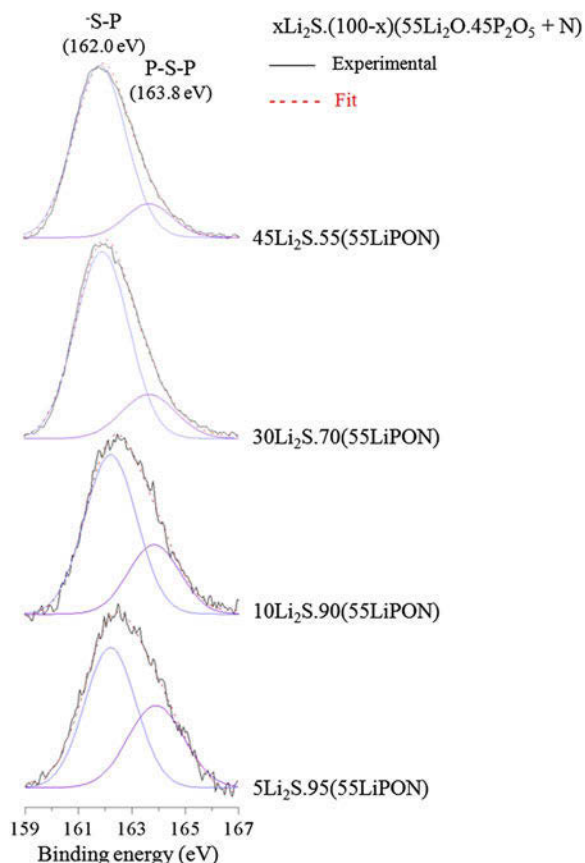 ⁻S-P
(162.0 eV)
P-S-P
(163.8 eV)
xLi₂S.(100-x)(55Li₂O.45P₂O₅ + N)
Experimental
Fit
45Li₂S.55(55LiPON)
30Li₂S.70(55LiPON)
10Li₂S.90(55LiPON)
5Li₂S.95(55LiPON)
159 161 163 165 167
Binding energy (eV)